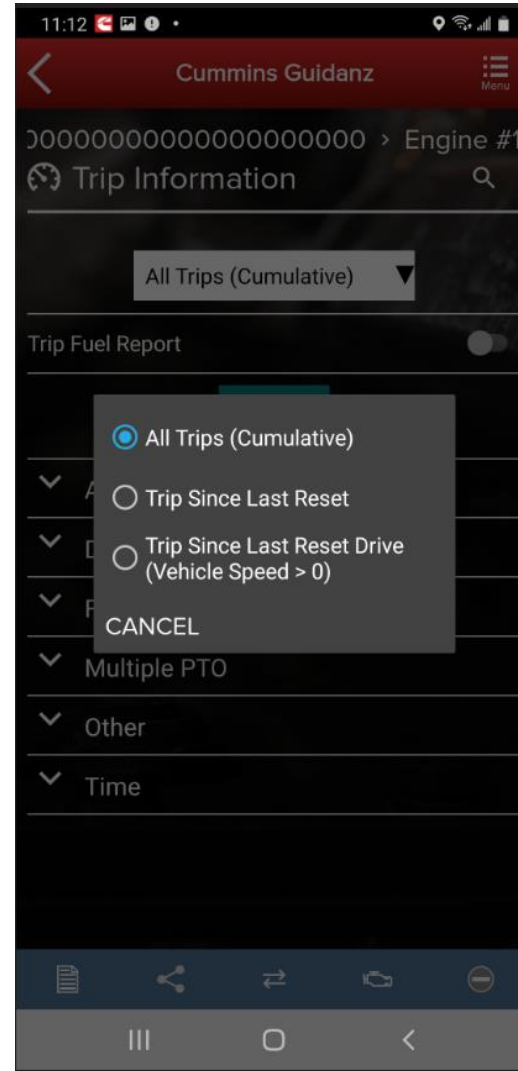 11:12
Cummins Guidanz
Menu
00000000000000000000 > Engine #1
Trip Information
All Trips (Cumulative)
Trip Fuel Report
All Trips (Cumulative)
Trip Since Last Reset
Trip Since Last Reset Drive
(Vehicle Speed > 0)
CANCEL
Multiple PTO
Other
Time